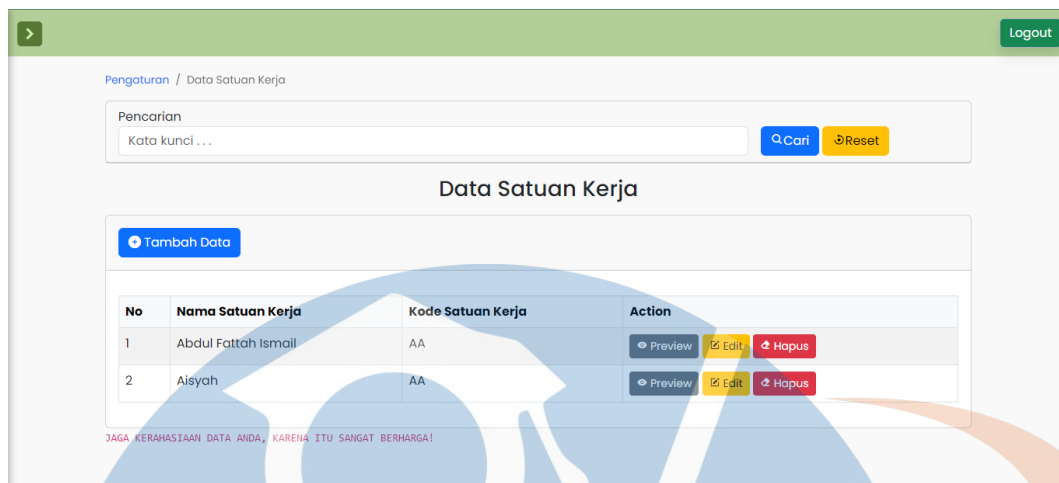 Logout
Pengaturan / Data Satuan Kerja
Pencarian
Kata kunci . . .
Cari Reset
Data Satuan Kerja
Tambah Data
No Nama Satuan Kerja Kode Satuan Kerja Action
1 Abdul Fattah Ismail AA Preview Edit Hapus
2 Aisyah AA Preview Edit Hapus
JAGA KERAHASIAAN DATA ANDA, KARENA ITU SANGAT BERHARGA!